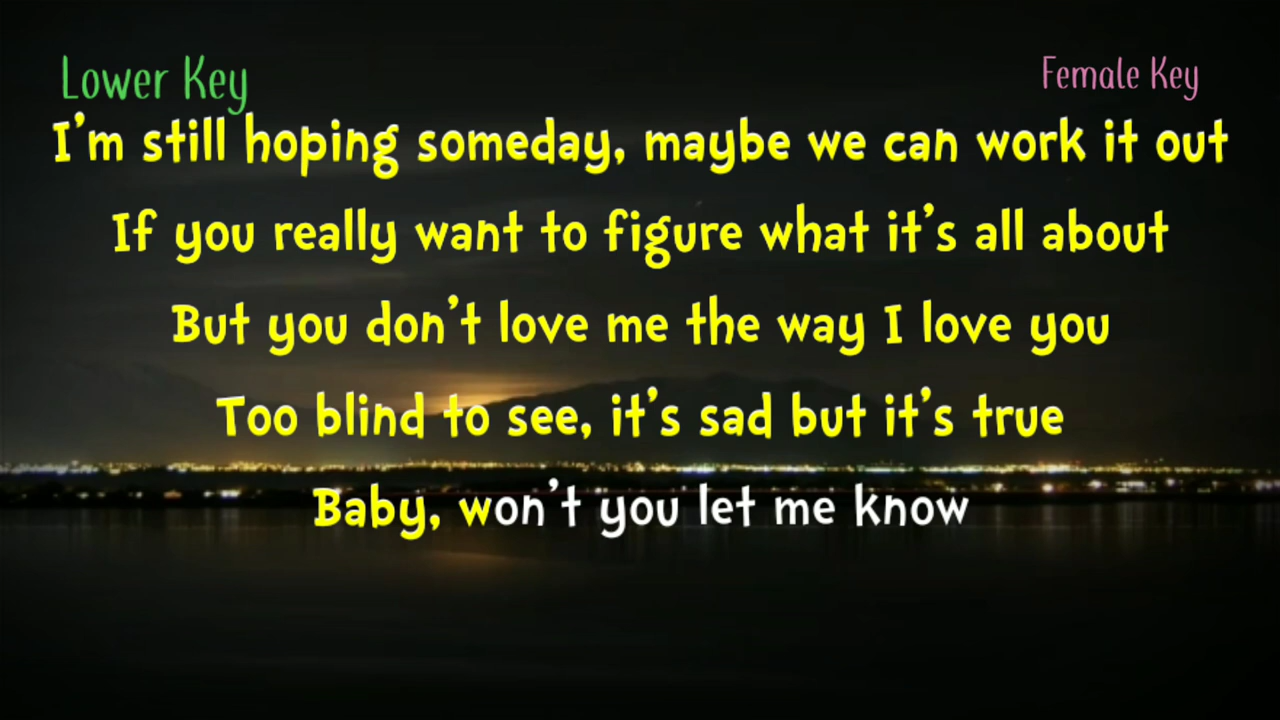 Lower Key
Female Key
I'm still hoping someday, maybe we can work it out
If you really want to figure what it's all about
But you don't love me the way I love you
Too blind to see, it's sad but it's true
Baby, won't you let me know